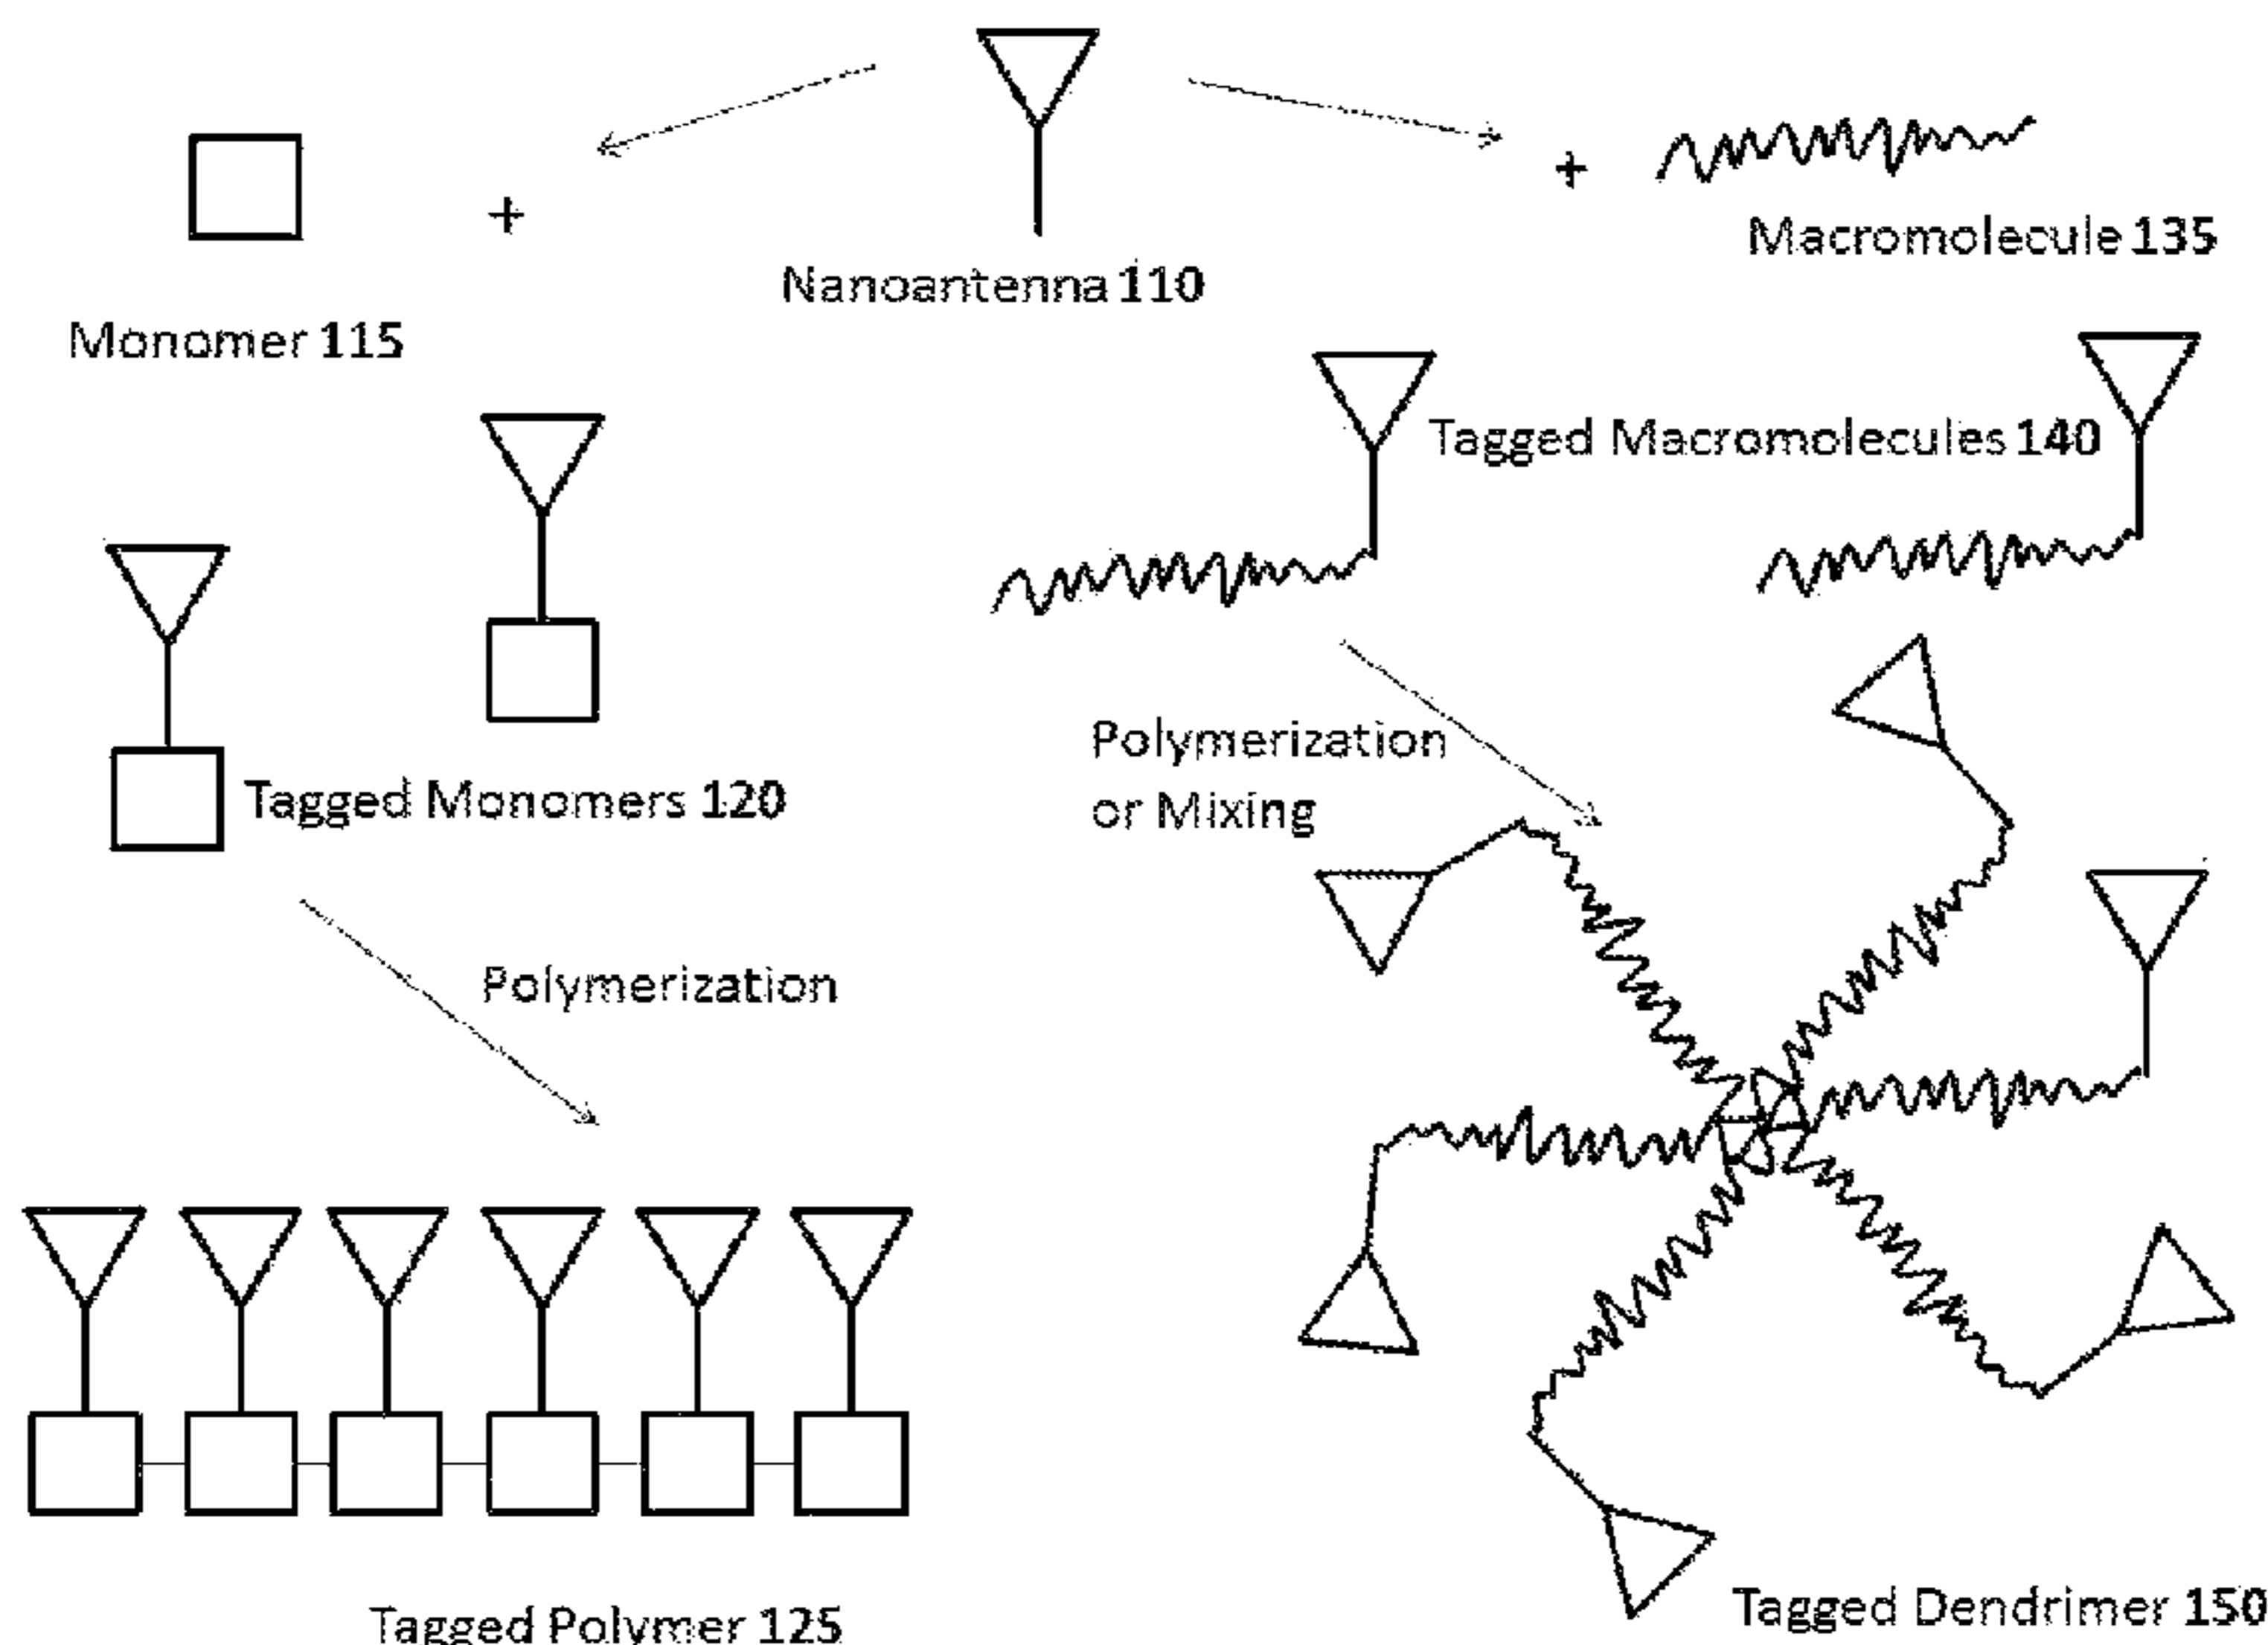 +
+
Macromolecule 135
Nanoantenna 110
Monomer 115
Tagged Macromolecules 140
Polymerization
or Mixing
Tagged Monomers 120
Polymerization
Tagged Polymer 125
Tagged Dendrimer 150